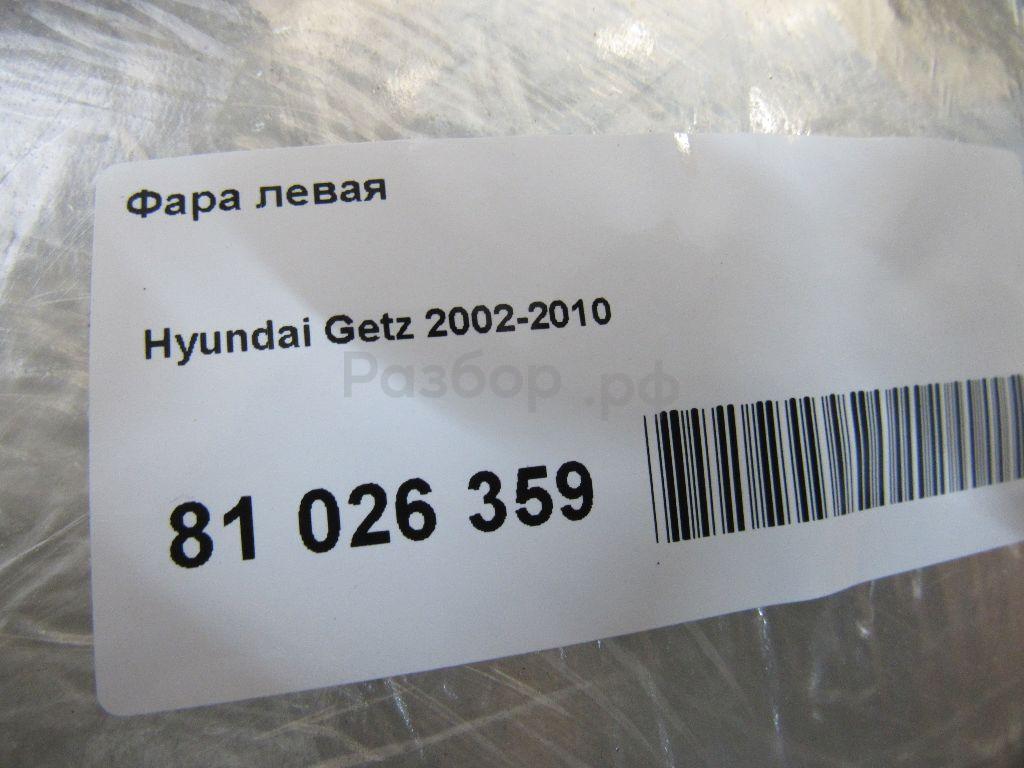 Фара левая
Hyundai Getz 2002-2010
Разбор.рф
81 026 359